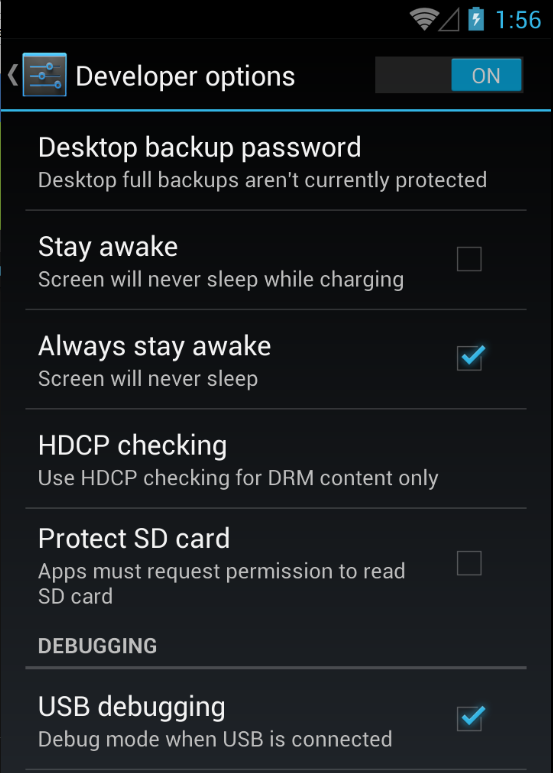 1:56
Developer options
ON
Desktop backup password
Desktop full backups aren't currently protected
Stay awake
Screen will never sleep while charging
Always stay awake
Screen will never sleep
HDCP checking
Use HDCP checking for DRM content only
Protect SD card
Apps must request permission to read
SD card
DEBUGGING
USB debugging
Debug mode when USB is connected